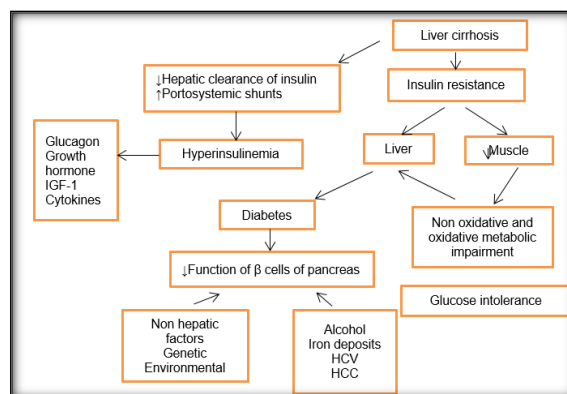 Liver cirrhosis
↓Hepatic clearance of insulin
↑Portosystemic shunts
Insulin resistance
Glucagon
Growth
hormone
IGF-1
Cytokines
Hyperinsulinemia
Liver
↓Muscle
Diabetes
Non oxidative and
oxidative metabolic
impairment
↓Function of β cells of pancreas
Glucose intolerance
Non hepatic
factors
Genetic
Environmental
Alcohol
Iron deposits
HCV
HCC